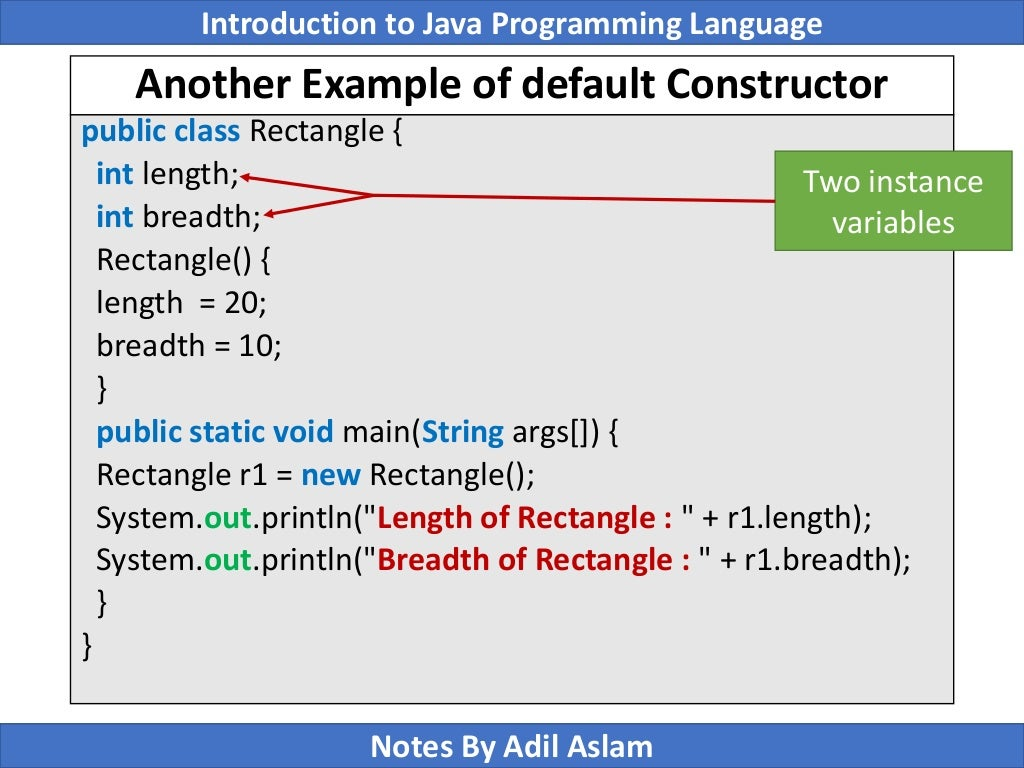 Introduction to Java Programming Language
Another Example of default Constructor
public class Rectangle {
int length;
int breadth;
Two instance
variables
Rectangle() {
length  = 20;
breadth = 10;
}
public static void main(String args[]) {
Rectangle r1 = new Rectangle();
System.out.println("Length of Rectangle : " + r1.length);
System.out.println("Breadth of Rectangle : " + r1.breadth);
}
}
Notes By Adil Aslam